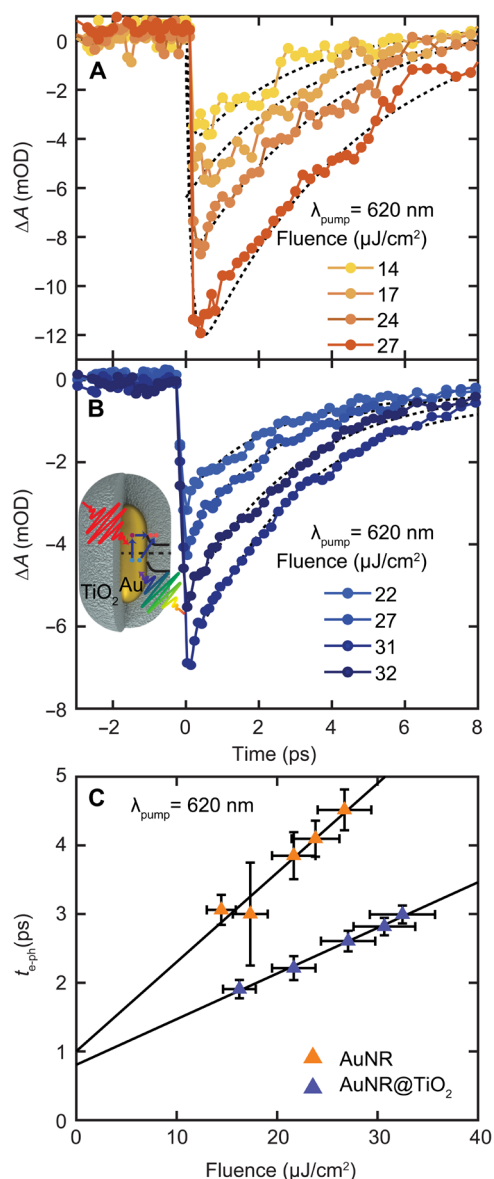 0
−2
−4
−6
−8
−10
−12
ΔA (mOD)
A
λpump = 620 nm
Fluence (µJ/cm²)
14
17
24
27
0
−2
−4
−6
−8
ΔA (mOD)
B
TiO₂
Au
λpump = 620 nm
Fluence (µJ/cm²)
22
27
31
32
−2
0
2
4
6
8
Time (ps)
5
4
3
2
1
0
te-ph(ps)
C
λpump = 620 nm
AuNR
AuNR@TiO₂
0
10
20
30
40
Fluence (µJ/cm²)